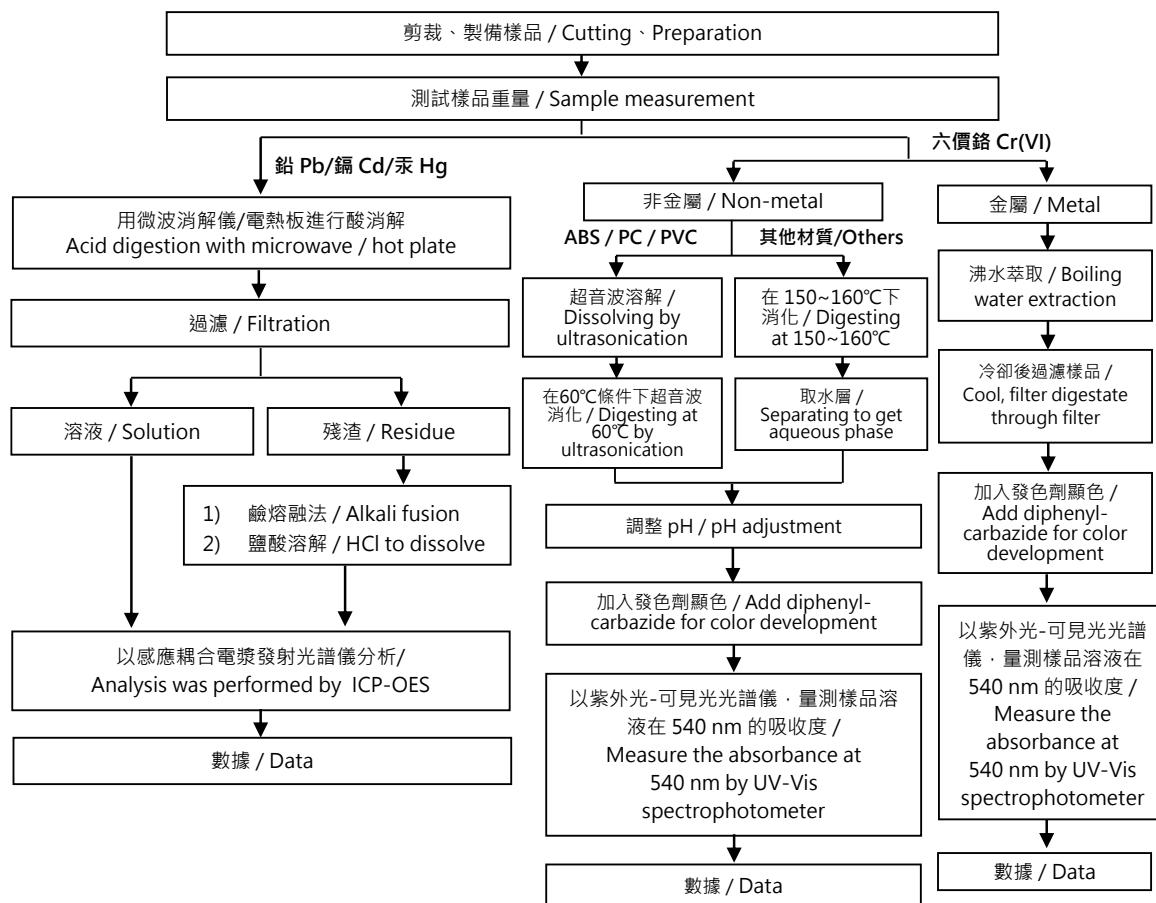 剪裁、製備樣品 / Cutting、Preparation
測試樣品重量 / Sample measurement
鉛 Pb/鎘 Cd/汞 Hg
六價鉻 Cr(VI)
用微波消解儀/電熱板進行酸消解
Acid digestion with microwave / hot plate
過濾 / Filtration
溶液 / Solution
殘渣 / Residue
1) 鹼熔融法 / Alkali fusion
2) 鹽酸溶解 / HCl to dissolve
以感應耦合電漿發射光譜儀分析/
Analysis was performed by ICP-OES
數據 / Data
非金屬 / Non-metal
ABS / PC / PVC
其他材質/Others
超音波溶解 /
Dissolving by
ultrasonication
在60℃條件下超音波
消化 / Digesting at
60℃ by
ultrasonication
在 150~160℃下
消化 / Digesting
at 150~160℃
取水層 /
Separating to get
aqueous phase
調整 pH / pH adjustment
加入發色劑顯色 / Add diphenyl-
carbazide for color development
以紫外光-可見光光譜儀，量測樣品溶
液在 540 nm 的吸收度 /
Measure the absorbance at
540 nm by UV-Vis
spectrophotometer
數據 / Data
金屬 / Metal
沸水萃取 / Boiling
water extraction
冷卻後過濾樣品 /
Cool, filter digestate
through filter
加入發色劑顯色 /
Add diphenyl-
carbazide for color
development
以紫外光-可見光光譜
儀，量測樣品溶液在
540 nm 的吸收度 /
Measure the
absorbance at
540 nm by UV-Vis
spectrophotometer
數據 / Data